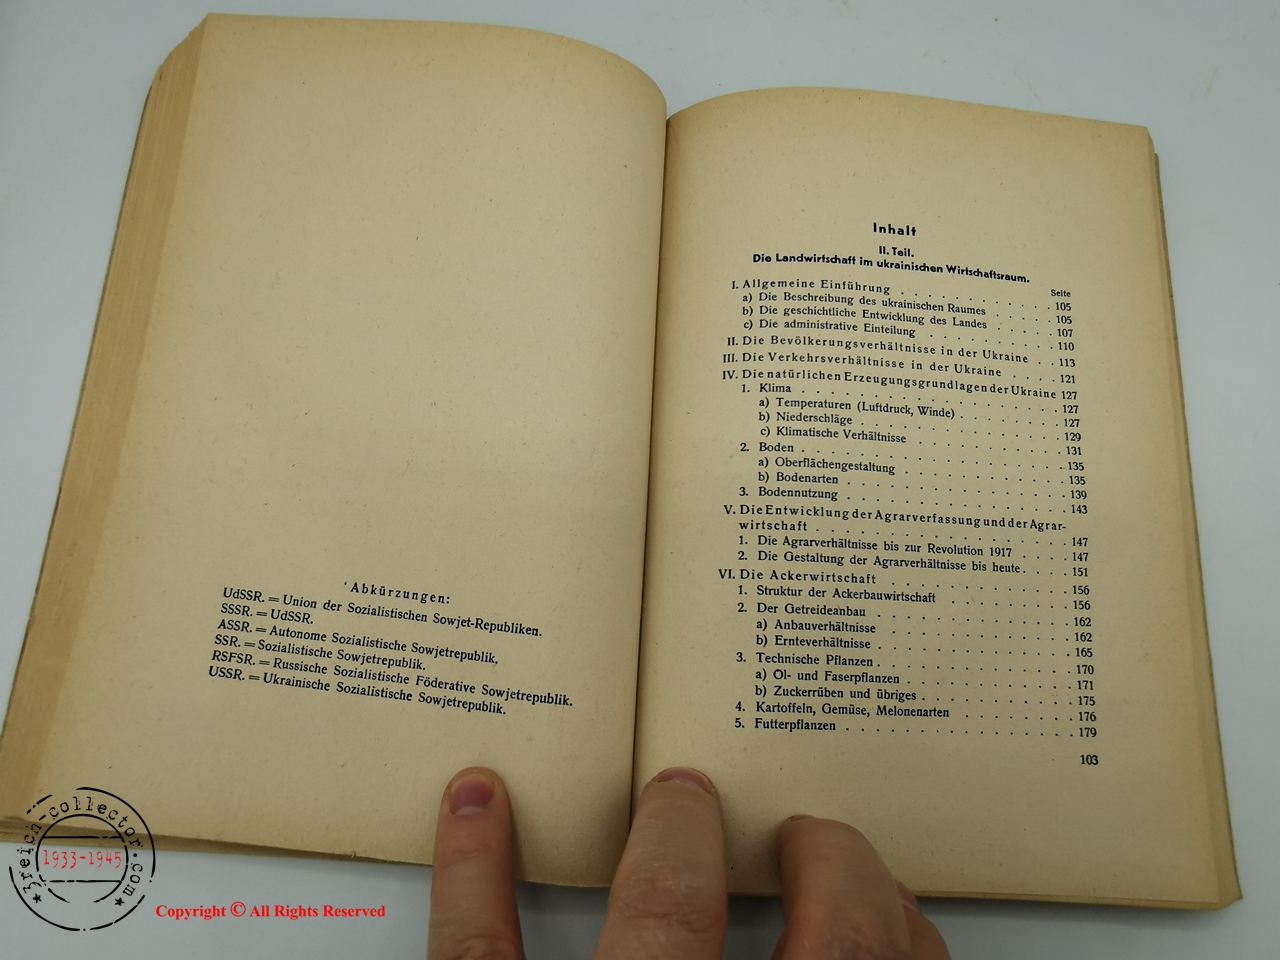 'Abkürzungen:
UdSSR. = Union der Sozialistischen Sowjet-Republiken.
SSSR. = UdSSR.
ASSR. = Autonome Sozialistische Sowjetrepublik.
SSR. = Sozialistische Sowjetrepublik.
RSFSR. = Russische Sozialistische Föderative Sowjetrepublik.
USSR. = Ukrainische Sozialistische Sowjetrepublik.
Inhalt
II. Teil.
Die Landwirtschaft im ukrainischen Wirtschaftsraum.
Seite
I. Allgemeine Einführung . . . . . . . . . . . 105
a) Die Beschreibung des ukrainischen Raumes . . . . . 105
b) Die geschichtliche Entwicklung des Landes . . . . . 107
c) Die administrative Einteilung . . . . . . . . . 110
II. Die Bevölkerungsverhältnisse in der Ukraine . . 113
III. Die Verkehrsverhältnisse in der Ukraine . . . . 121
IV. Die natürlichen Erzeugungsgrundlagen der Ukraine 127
1. Klima . . . . . . . . . . . . . . . . 127
a) Temperaturen (Luftdruck, Winde) . . . . . . . 127
b) Niederschläge . . . . . . . . . . . . . 129
c) Klimatische Verhältnisse . . . . . . . . . . 131
2. Boden . . . . . . . . . . . . . . . . 135
a) Oberflächengestaltung . . . . . . . . . . . 135
b) Bodenarten . . . . . . . . . . . . . . 139
3. Bodennutzung . . . . . . . . . . . . . . 143
V. Die Entwicklung der Agrarverfassung und der Agrar-
wirtschaft . . . . . . . . . . . . . . . 147
1. Die Agrarverhältnisse bis zur Revolution 1917 . . . . 147
2. Die Gestaltung der Agrarverhältnisse bis heute . . . . 151
VI. Die Ackerwirtschaft . . . . . . . . . . . 156
1. Struktur der Ackerbauwirtschaft . . . . . . . . 156
2. Der Getreideanbau . . . . . . . . . . . . 162
a) Anbauverhältnisse . . . . . . . . . . . . 162
b) Ernteverhältnisse . . . . . . . . . . . . 165
3. Technische Pflanzen . . . . . . . . . . . . 170
a) Öl- und Faserpflanzen . . . . . . . . . . . 171
b) Zuckerrüben und übriges . . . . . . . . . . 175
4. Kartoffeln, Gemüse, Melonenarten . . . . . . . . 176
5. Futterpflanzen . . . . . . . . . . . . . . 179
103
3reich-collector.com
1933-1945
Copyright © All Rights Reserved